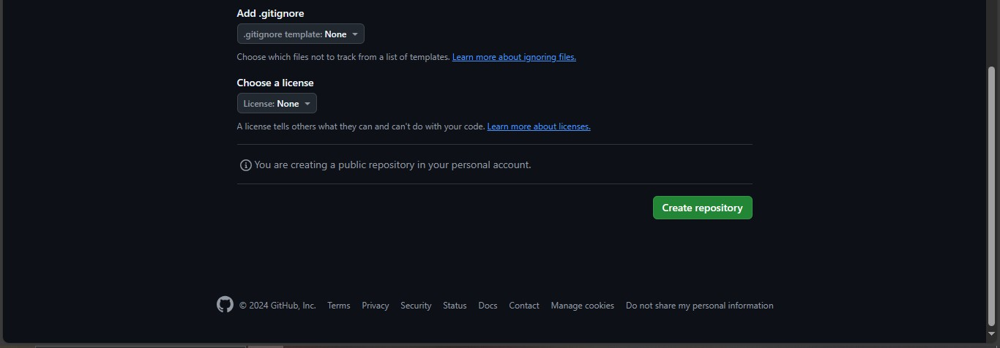 Add .gitignore
.gitignore template: None
Choose which files not to track from a list of templates. Learn more about ignoring files.
Choose a license
License: None
A license tells others what they can and can't do with your code. Learn more about licenses.
You are creating a public repository in your personal account.
Create repository
© 2024 GitHub, Inc. Terms Privacy Security Status Docs Contact Manage cookies Do not share my personal information